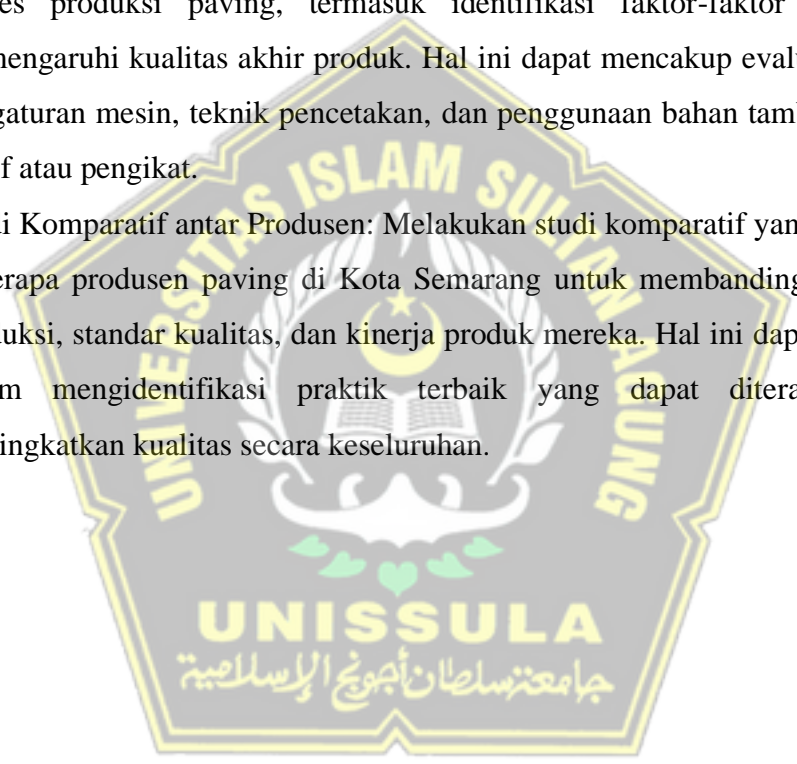 es produksi paving, termasuk identifikasi faktor-faktor
mengaruhi kualitas akhir produk. Hal ini dapat mencakup eval
gaturan mesin, teknik pencetakan, dan penggunaan bahan tam
f atau pengikat.
di Komparatif antar Produsen: Melakukan studi komparatif yan
erapa produsen paving di Kota Semarang untuk membanding
duksi, standar kualitas, dan kinerja produk mereka. Hal ini dap
m mengidentifikasi praktik terbaik yang dapat ditera
ingkatkan kualitas secara keseluruhan.
UNIVERSITAS ISLAM SULTAN AGUNG
UNISSULA
جامعة سلطان أجونج الإسلامية